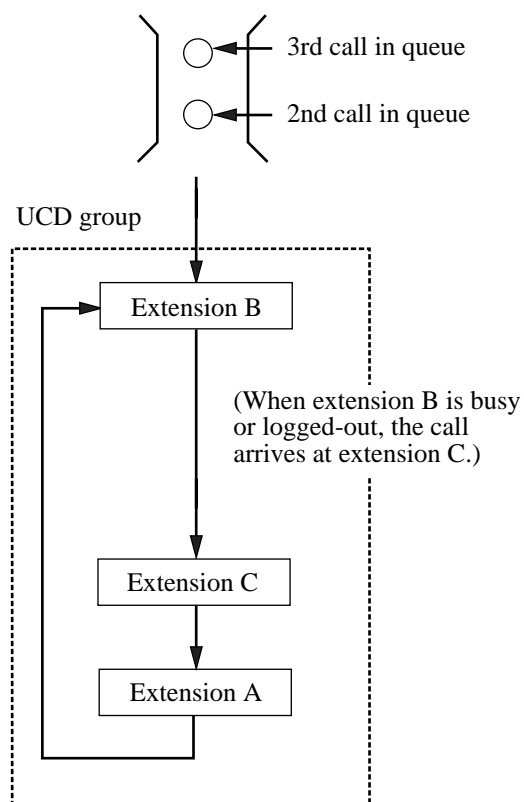 3rd call in queue
2nd call in queue
UCD group
Extension B
(When extension B is busy
or logged-out, the call
arrives at extension C.)
Extension C
Extension A